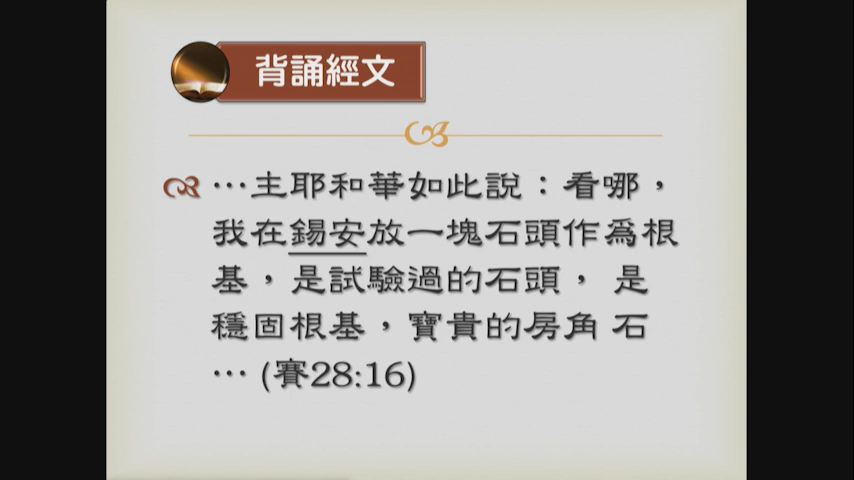 背誦經文
…主耶和華如此說：看哪，
我在錫安放一塊石頭作為根
基，是試驗過的石頭， 是
穩固根基，寶貴的房角 石
… (賽28:16)